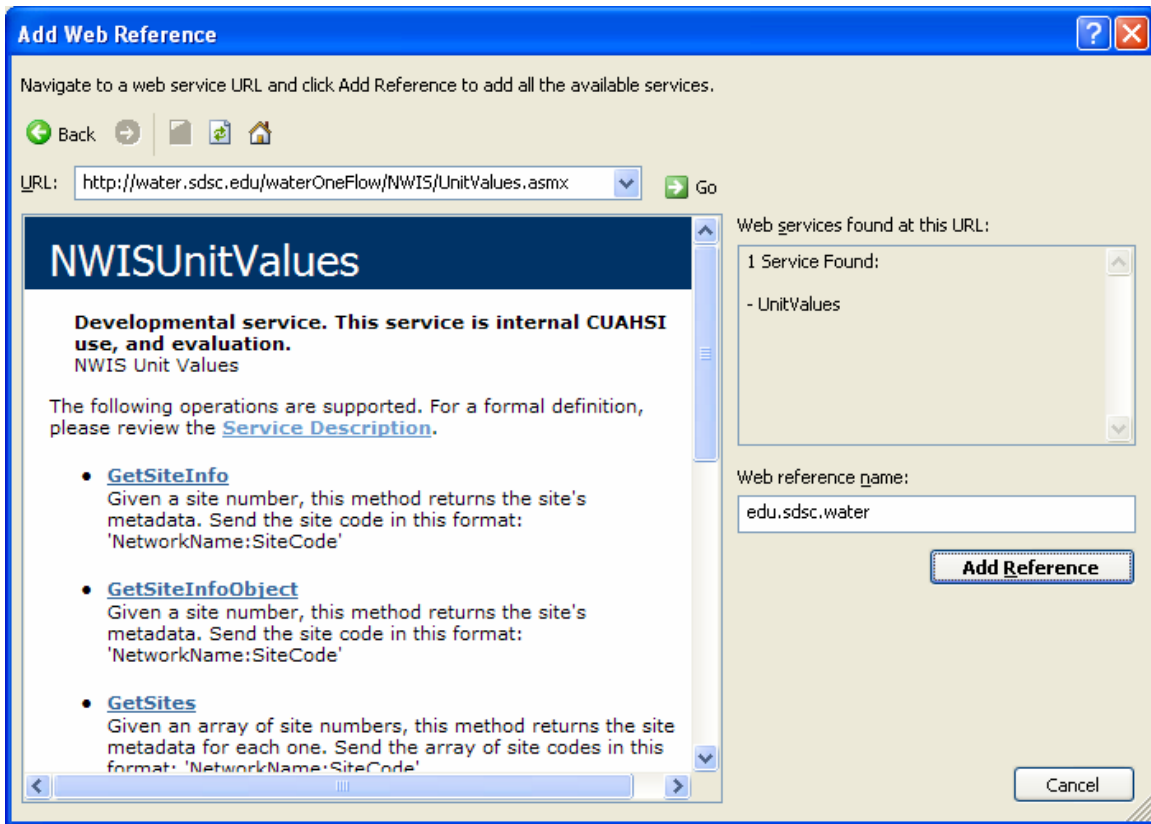 Add Web Reference
Navigate to a web service URL and click Add Reference to add all the available services.
Back
URL: http://water.sdsc.edu/waterOneFlow/NWIS/UnitValues.asmx Go
NWISUnitValues
Developmental service. This service is internal CUAHSI
use, and evaluation.
NWIS Unit Values
The following operations are supported. For a formal definition,
please review the Service Description.
• GetSiteInfo
Given a site number, this method returns the site's
metadata. Send the site code in this format:
'NetworkName:SiteCode'
• GetSiteInfoObject
Given a site number, this method returns the site's
metadata. Send the site code in this format:
'NetworkName:SiteCode'
• GetSites
Given an array of site numbers, this method returns the site
metadata for each one. Send the array of site codes in this
format: 'NetworkName:SiteCode'
Web services found at this URL:
1 Service Found:
- UnitValues
Web reference name:
edu.sdsc.water
Add Reference
Cancel